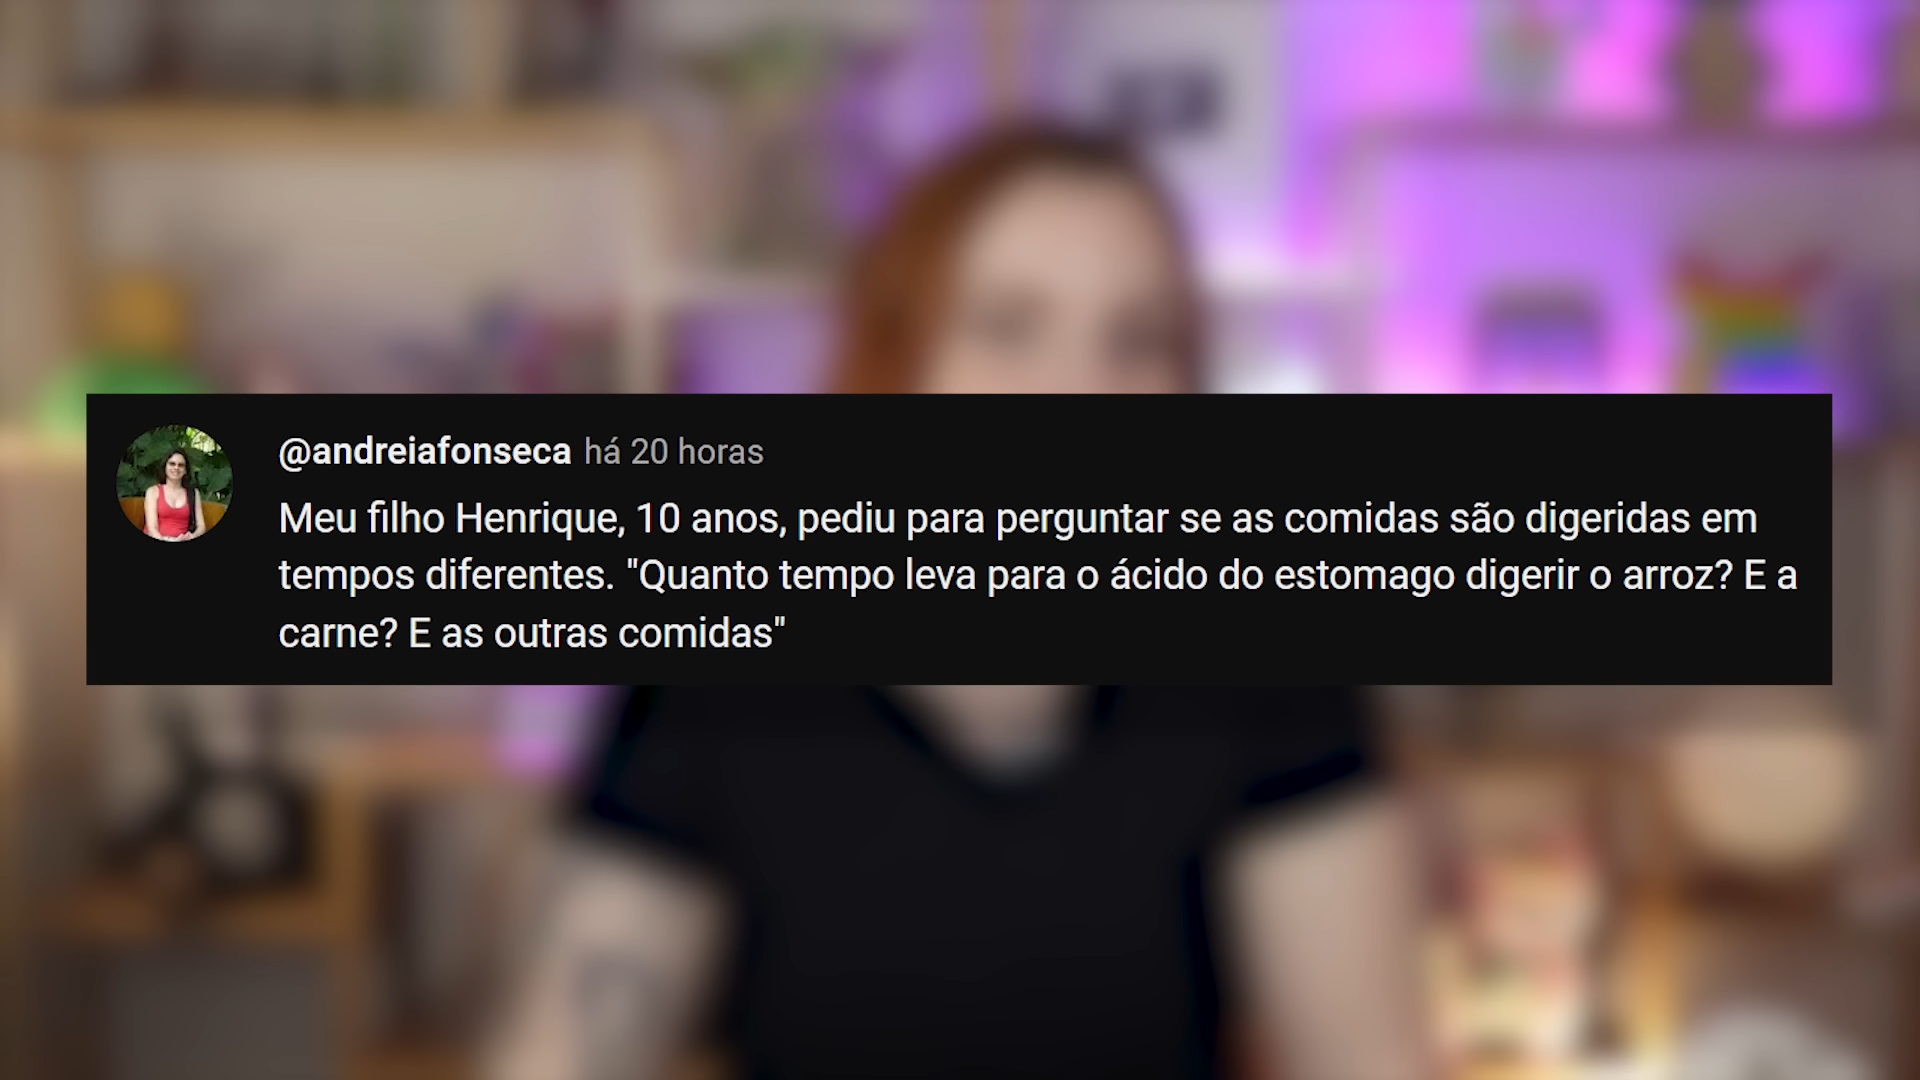 @andreiafonseca há 20 horas
Meu filho Henrique, 10 anos, pediu para perguntar se as comidas são digeridas em
tempos diferentes. "Quanto tempo leva para o ácido do estomago digerir o arroz? E a
carne? E as outras comidas"